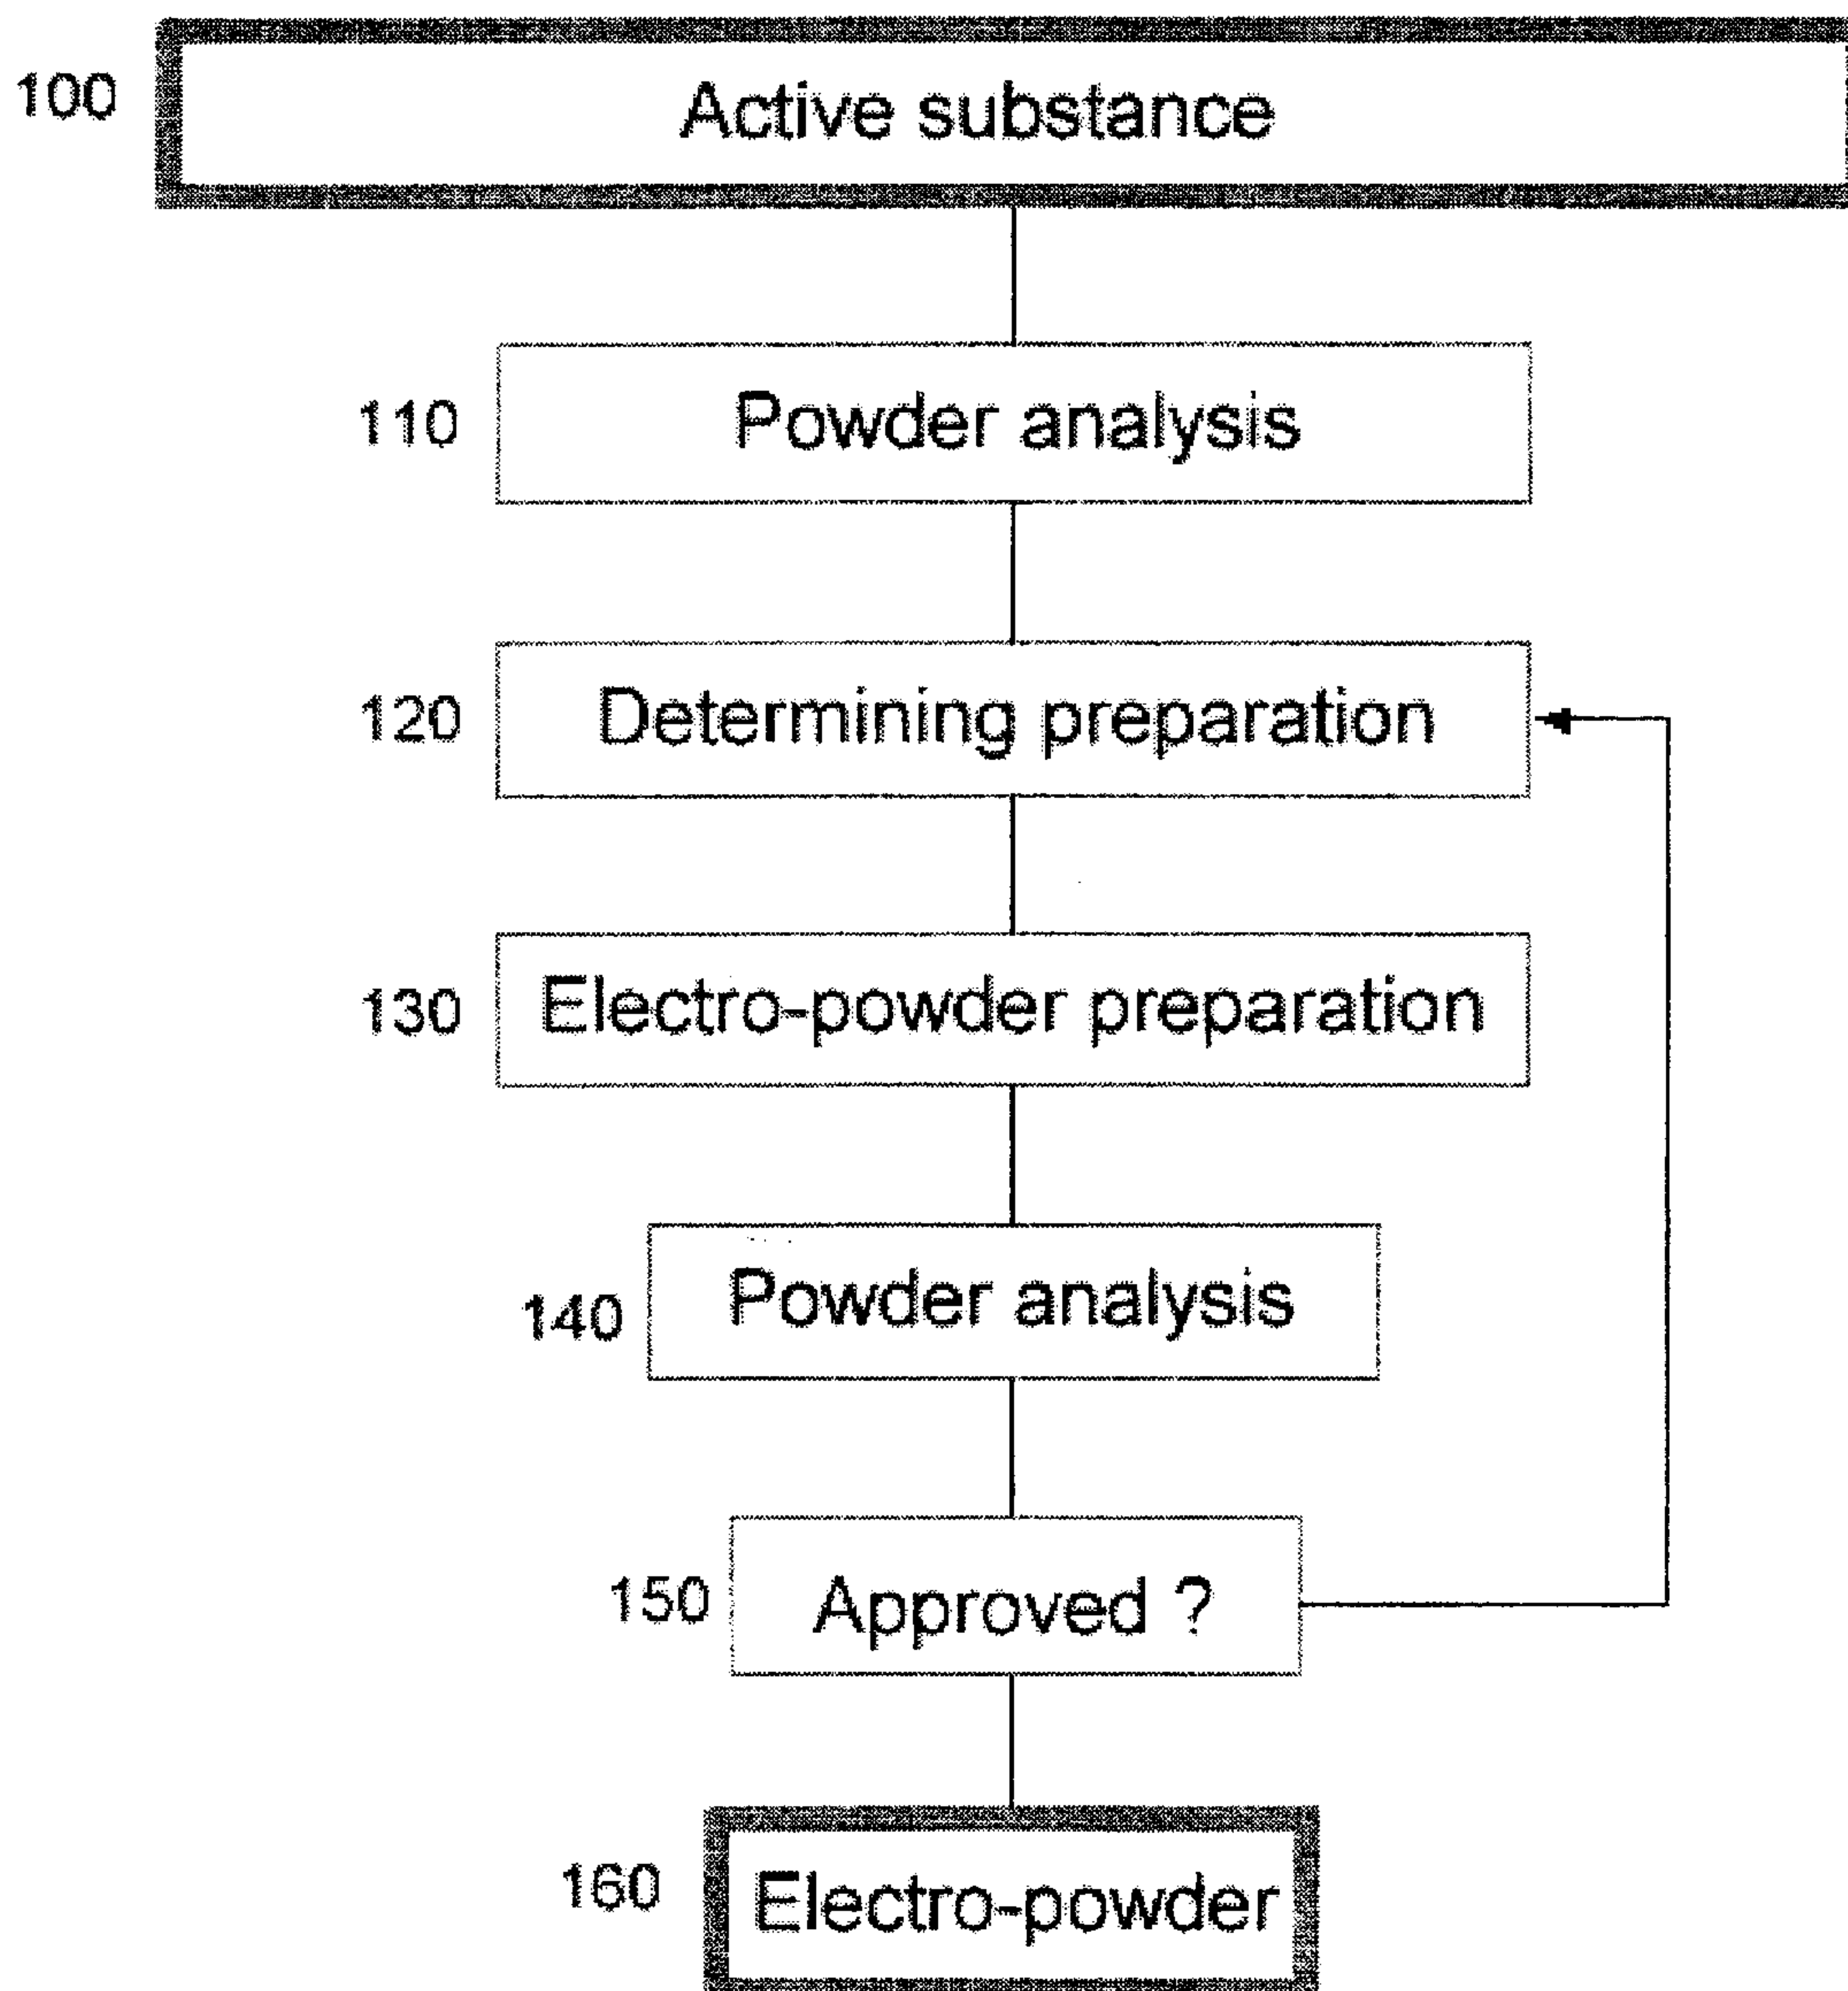 100 Active substance
110 Powder analysis
120 Determining preparation
130 Electro-powder preparation
140 Powder analysis
150 Approved ?
160 Electro-powder